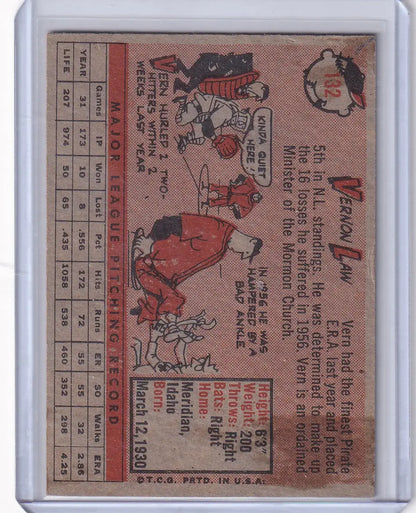 132
VERNON LAW
Vern had the finest Pirate
E.R.A. last year and placed
5th in N.L. standings. He was determined to make up
the 16 losses he suffered in 1956. Vern is an ordained
Minister of the Mormon Church.
KINDA QUIET HERE!
VERN HURLED 2 TWO-
HITTERS WITHIN 2
WEEKS LAST YEAR
IN 1956 HE WAS
HAMPERED BY A
BAD ANKLE
Height: 6'3"
Weight: 200
Throws: Right
Bats: Right
Home:
Meridian,
Idaho
Born:
March 12, 1930
MAJOR LEAGUE PITCHING RECORD
Games IP Won Lost Pct Hits Runs ER SO Walks ERA
YEAR 31 173 10 8 .556 172 72 55 55 32 2.86
LIFE 207 974 50 65 .435 1058 538 460 352 298 4.25
©T.C.G. PRTD. IN U.S.A.